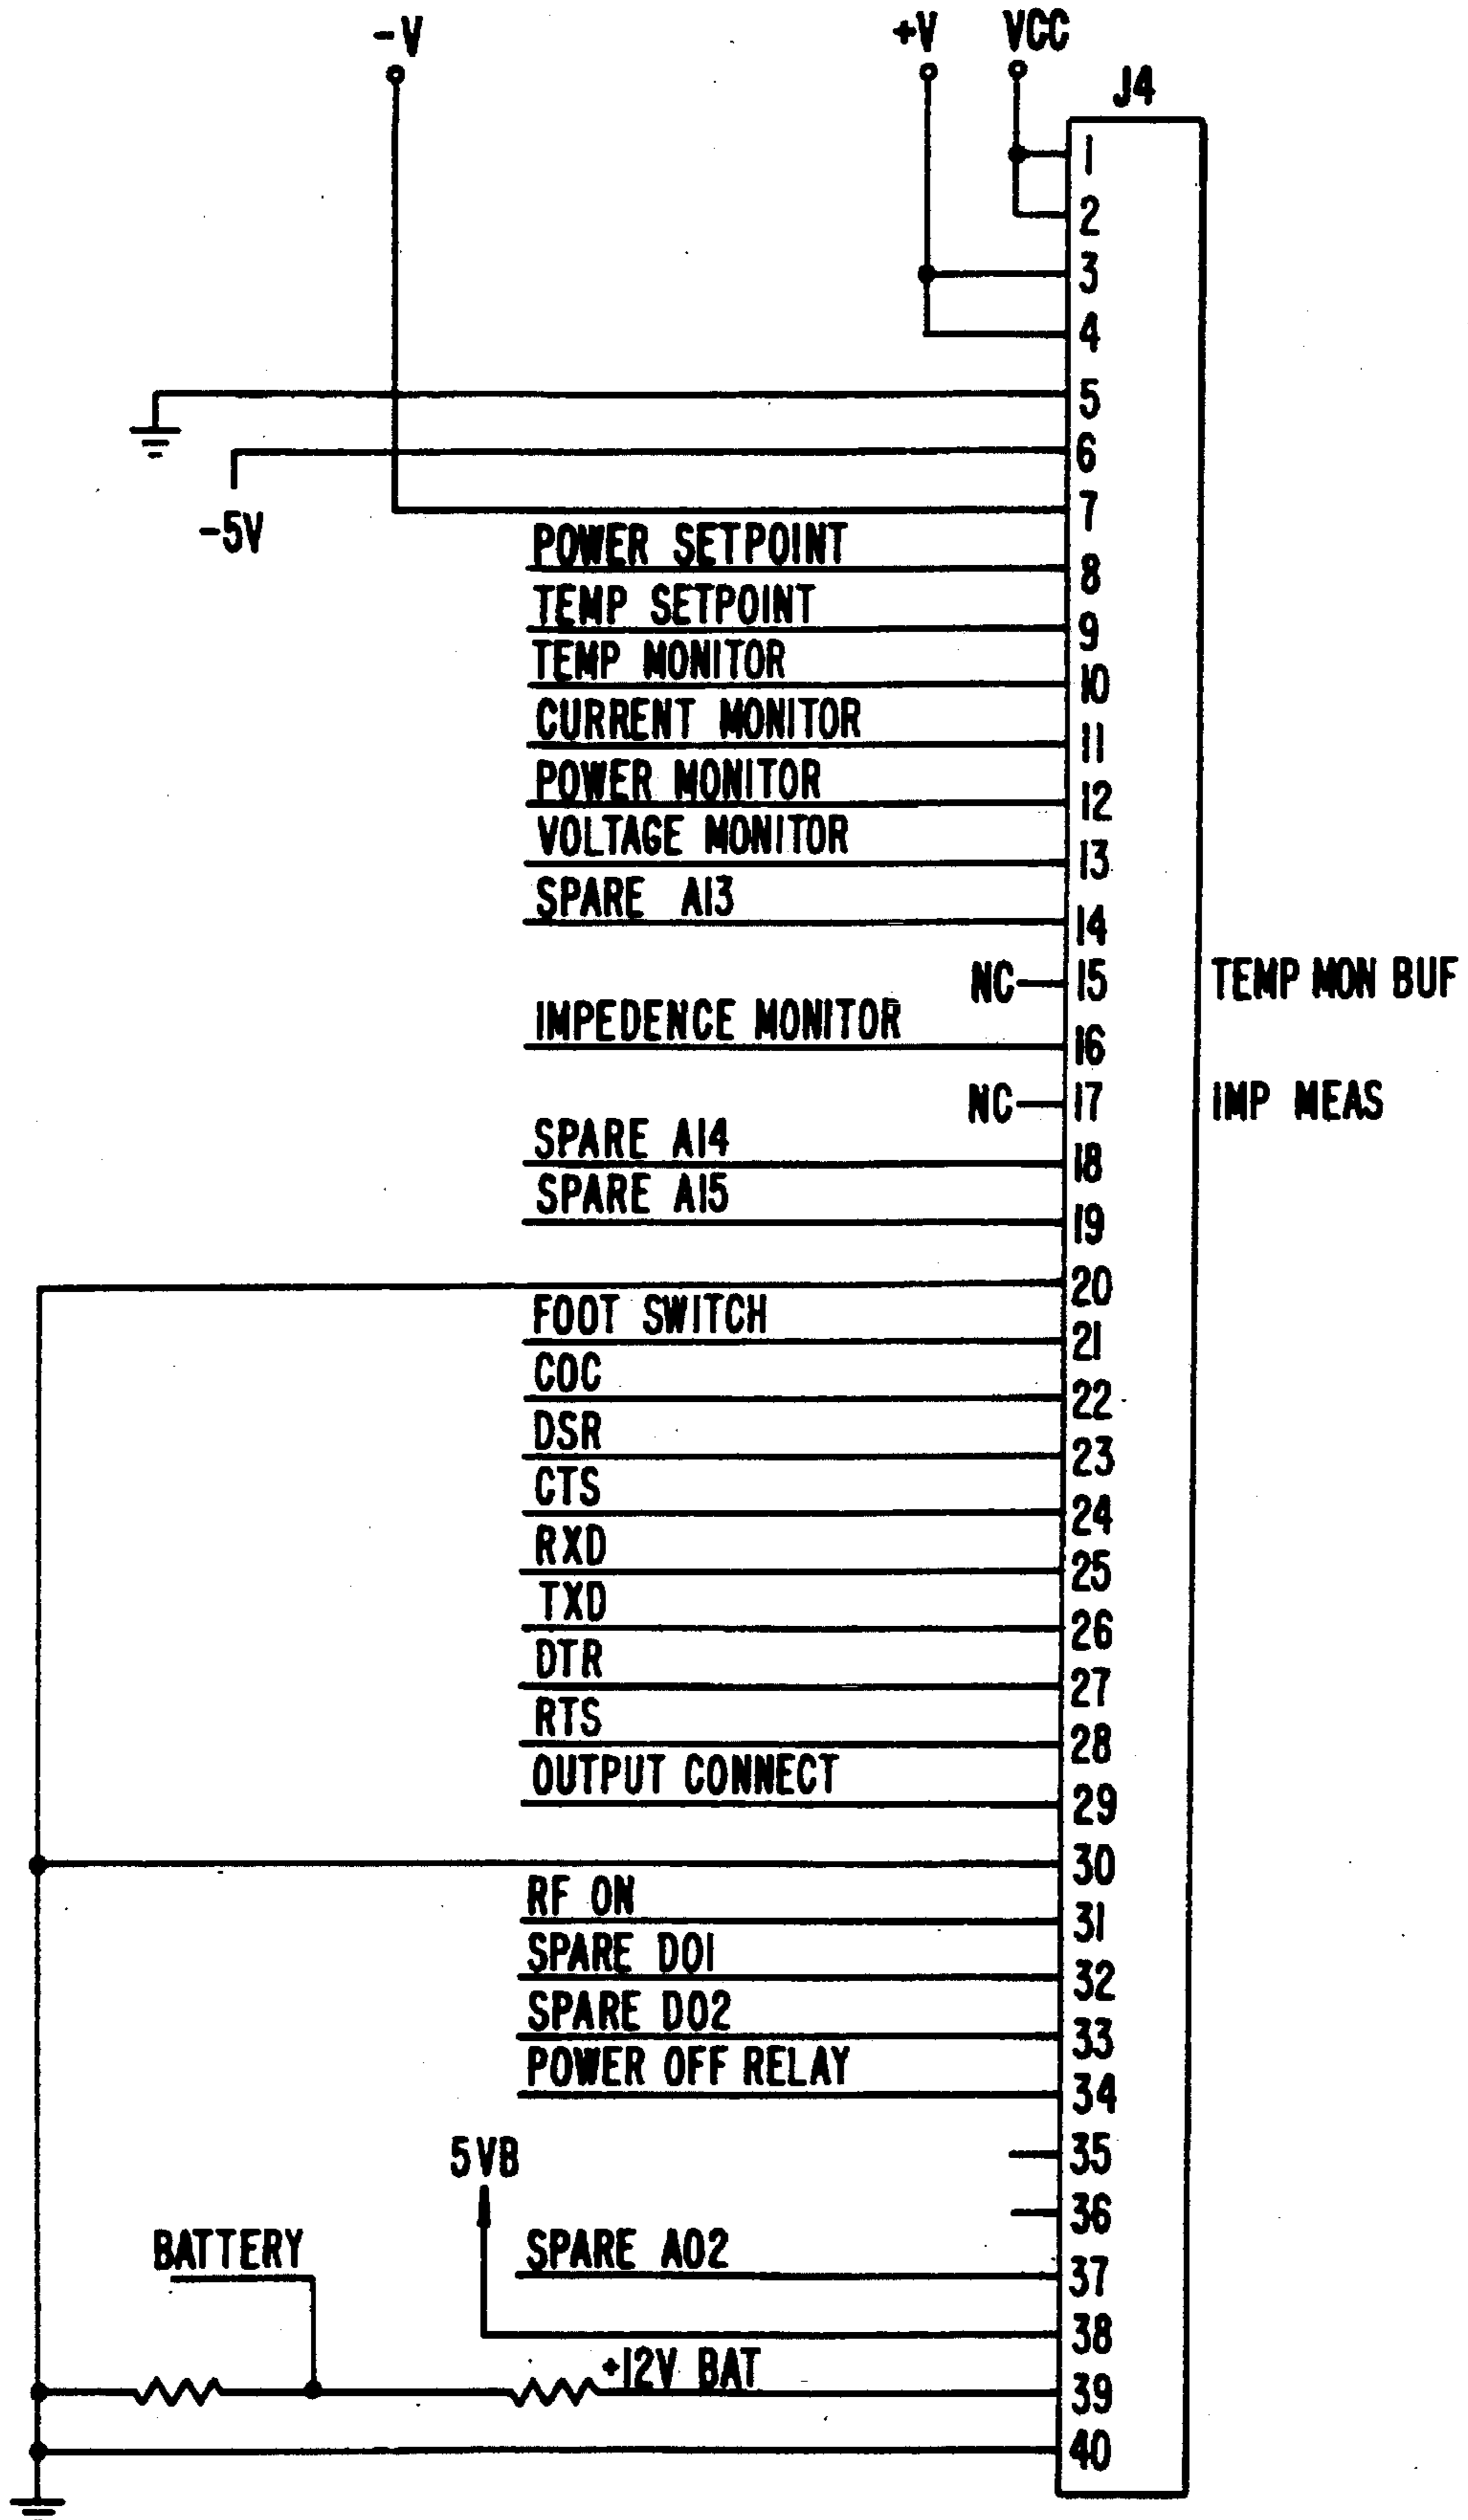 -V
+V
VCC
J4
1
2
3
4
5
6
-5V
7
POWER SETPOINT
8
TEMP SETPOINT
9
TEMP MONITOR
10
CURRENT MONITOR
11
POWER MONITOR
12
VOLTAGE MONITOR
13
SPARE AI3
14
NC 15 TEMP MON BUF
IMPEDENCE MONITOR
16
NC 17 IMP MEAS
SPARE AI4
18
SPARE AI5
19
20
FOOT SWITCH
21
COC
22
DSR
23
CTS
24
RXD
25
TXD
26
DTR
27
RTS
28
OUTPUT CONNECT
29
30
RF ON
31
SPARE DO1
32
SPARE DO2
33
POWER OFF RELAY
34
5VB
35
36
BATTERY
SPARE AO2
37
38
+12V BAT
39
40